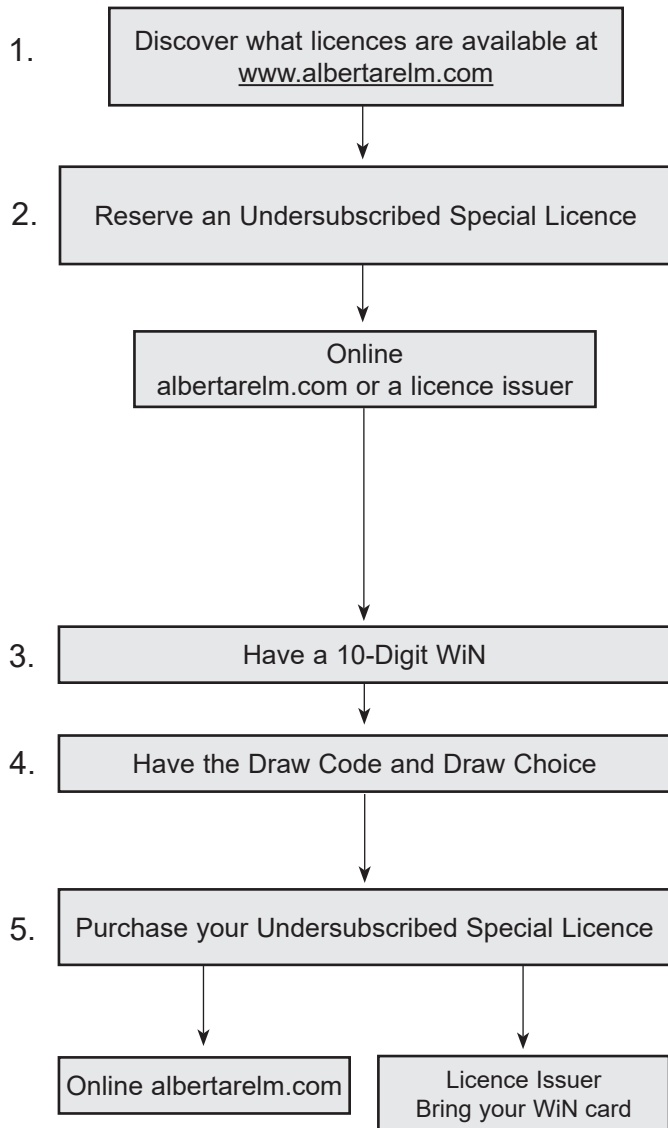 1.
Discover what licences are available at
www.albertarelm.com
2.
Reserve an Undersubscribed Special Licence
Online
albertarelm.com or a licence issuer
3.
Have a 10-Digit WiN
4.
Have the Draw Code and Draw Choice
5.
Purchase your Undersubscribed Special Licence
Online albertarelm.com
Licence Issuer
Bring your WiN card